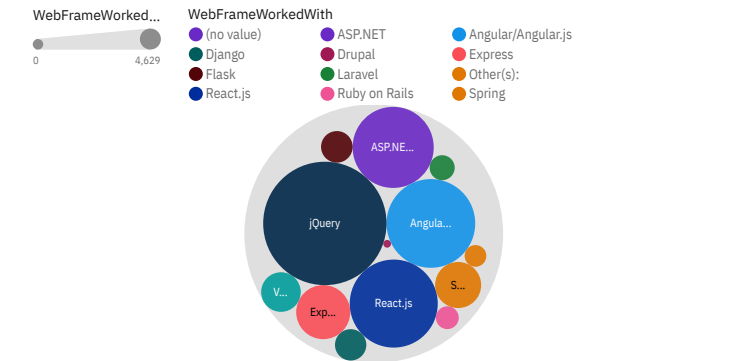 WebFrameWorked...
0 4,629
WebFrameWorkedWith
(no value) ASP.NET Angular/Angular.js
Django Drupal Express
Flask Laravel Other(s):
React.js Ruby on Rails Spring
ASP.NE...
jQuery Angula...
S...
V...
React.js
Exp...